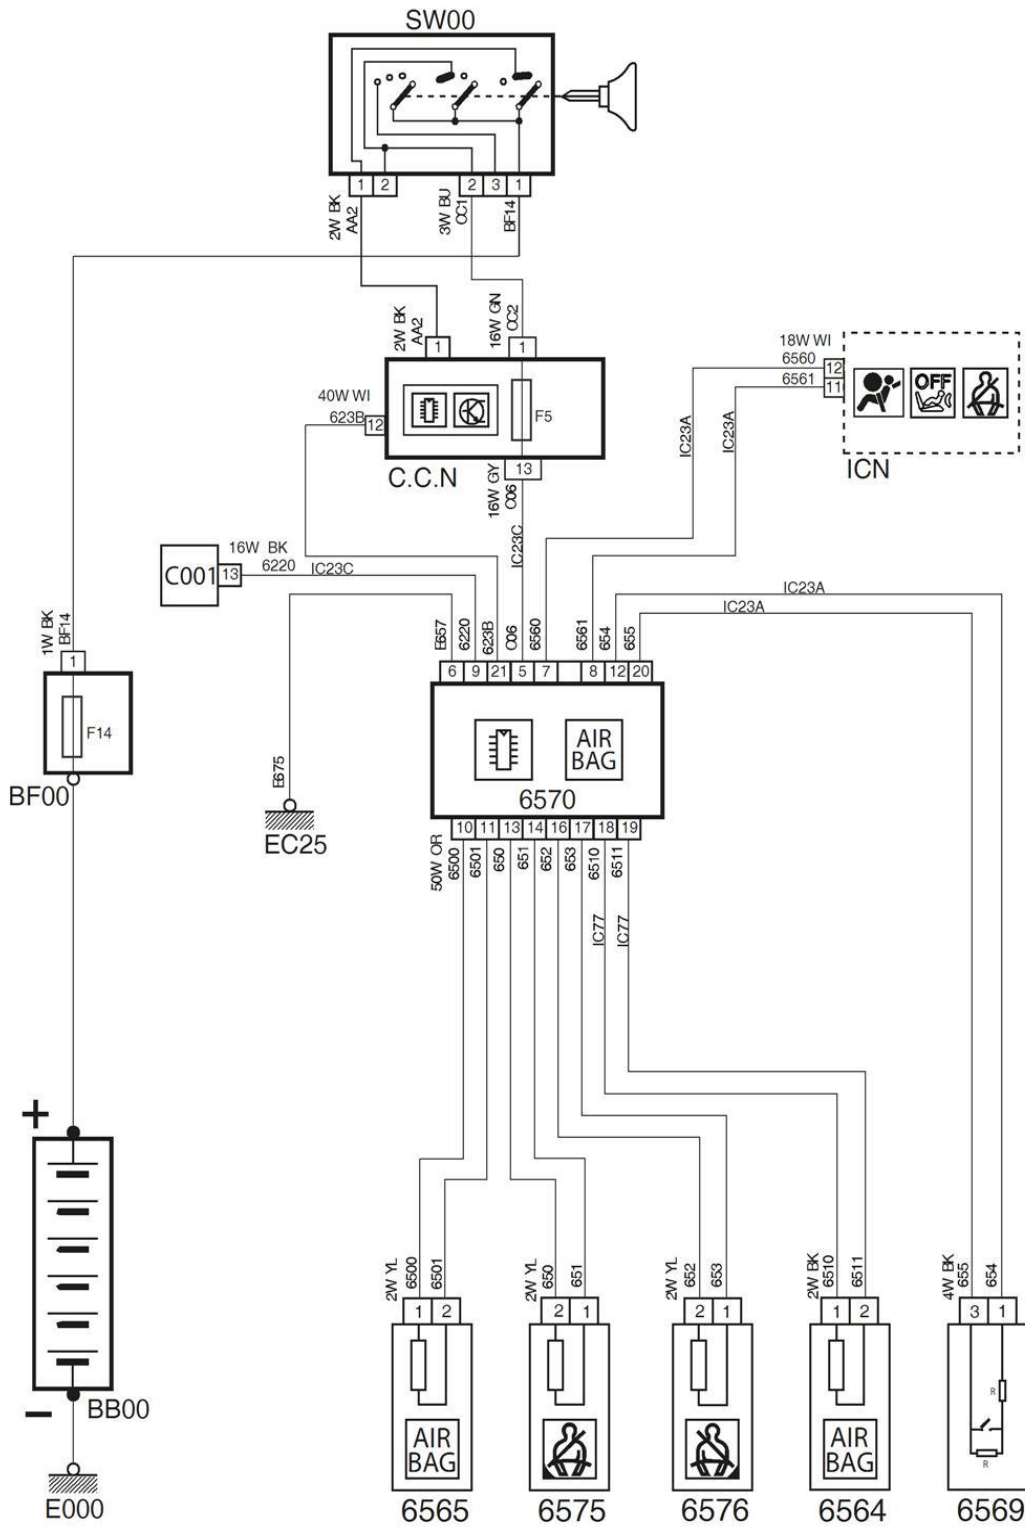 SW00
1 2 2 3 1
2W BK
AA2
3W BU
CC1
BF14
2W BK
AA2
16W GN
CC2
1 1
18W WI
6560
6561
12
11
OFF
ICN
40W WI
623B
12
F5
C.C.N
13
16W GY
C06
IC23C
IC23A
IC23A
C001
13
16W BK
6220
IC23C
IC23A
IC23A
1W BK
BF14
1
F14
BF00
E657
6220
623B
C06
6560
6561
654
655
6 9 21 5 7 8 12 20
AIR
BAG
6570
E675
EC25
10 11 13 14 16 17 18 19
50W OR
6500
6501
650
651
652
653
6510
6511
IC77
IC77
+
−
BB00
E000
2W YL
6500
6501
1 2
AIR
BAG
6565
2W YL
650
651
2 1
6575
2W YL
652
653
2 1
6576
2W BK
6510
6511
1 2
AIR
BAG
6564
4W BK
655
654
3 1
R
R
6569